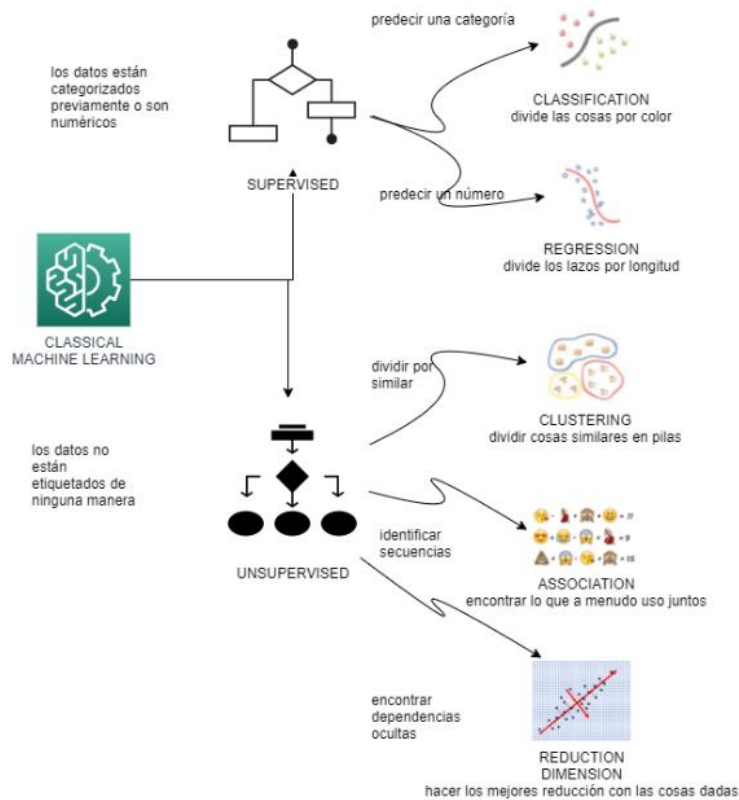 predecir una categoría
los datos están
categorizados
previamente o son
numéricos
CLASSIFICATION
divide las cosas por color
SUPERVISED
predecir un número
REGRESSION
divide los lazos por longitud
CLASSICAL
MACHINE LEARNING
dividir por
similar
CLUSTERING
dividir cosas similares en pilas
los datos no
están
etiquetados de
ninguna manera
UNSUPERVISED
identificar
secuencias
= 11
= 9
= 15
ASSOCIATION
encontrar lo que a menudo uso juntos
encontrar
dependencias
ocultas
REDUCTION
DIMENSION
hacer los mejores reducción con las cosas dadas